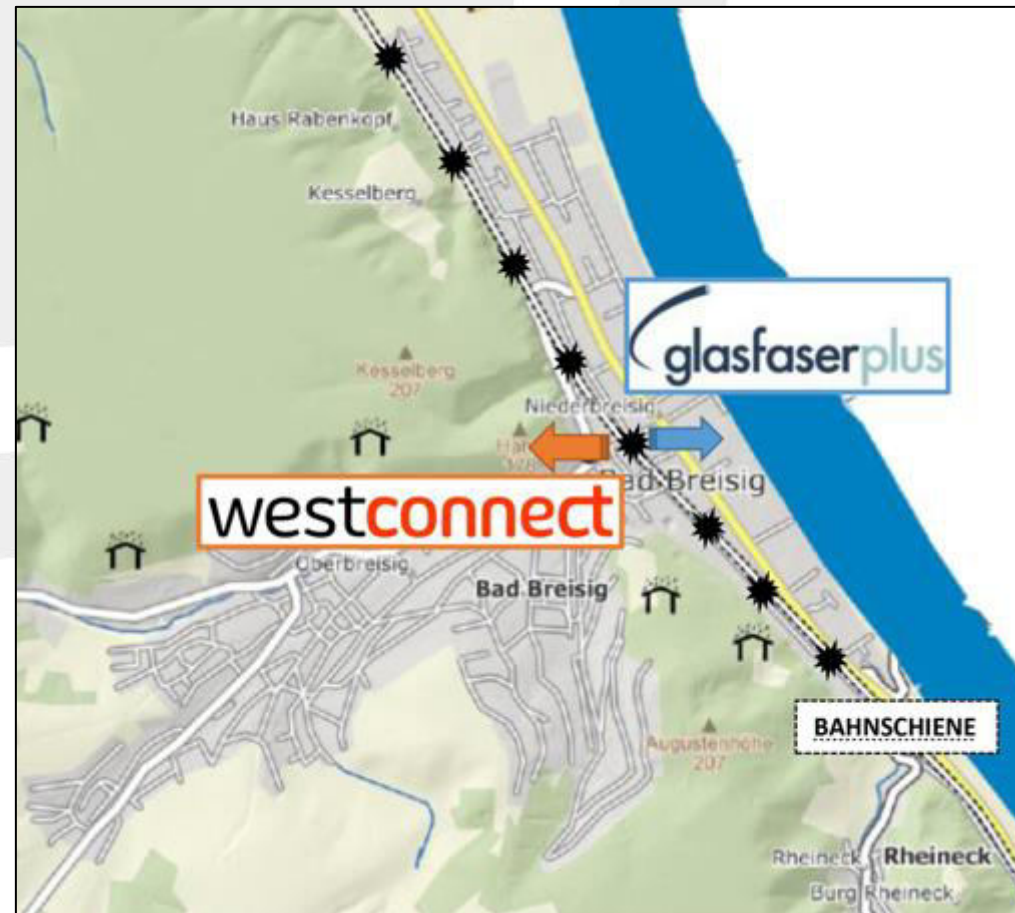 Haus Rabenkopf
Kesselberg
glasfaserplus
Kesselberg
207
Niederbreisig
Bad Breisig
westconnect
Oberbreisig
Bad Breisig
BAHNSCHIENE
Augustenhöhe
207
Rheineck Rheineck
Burg Rheineck